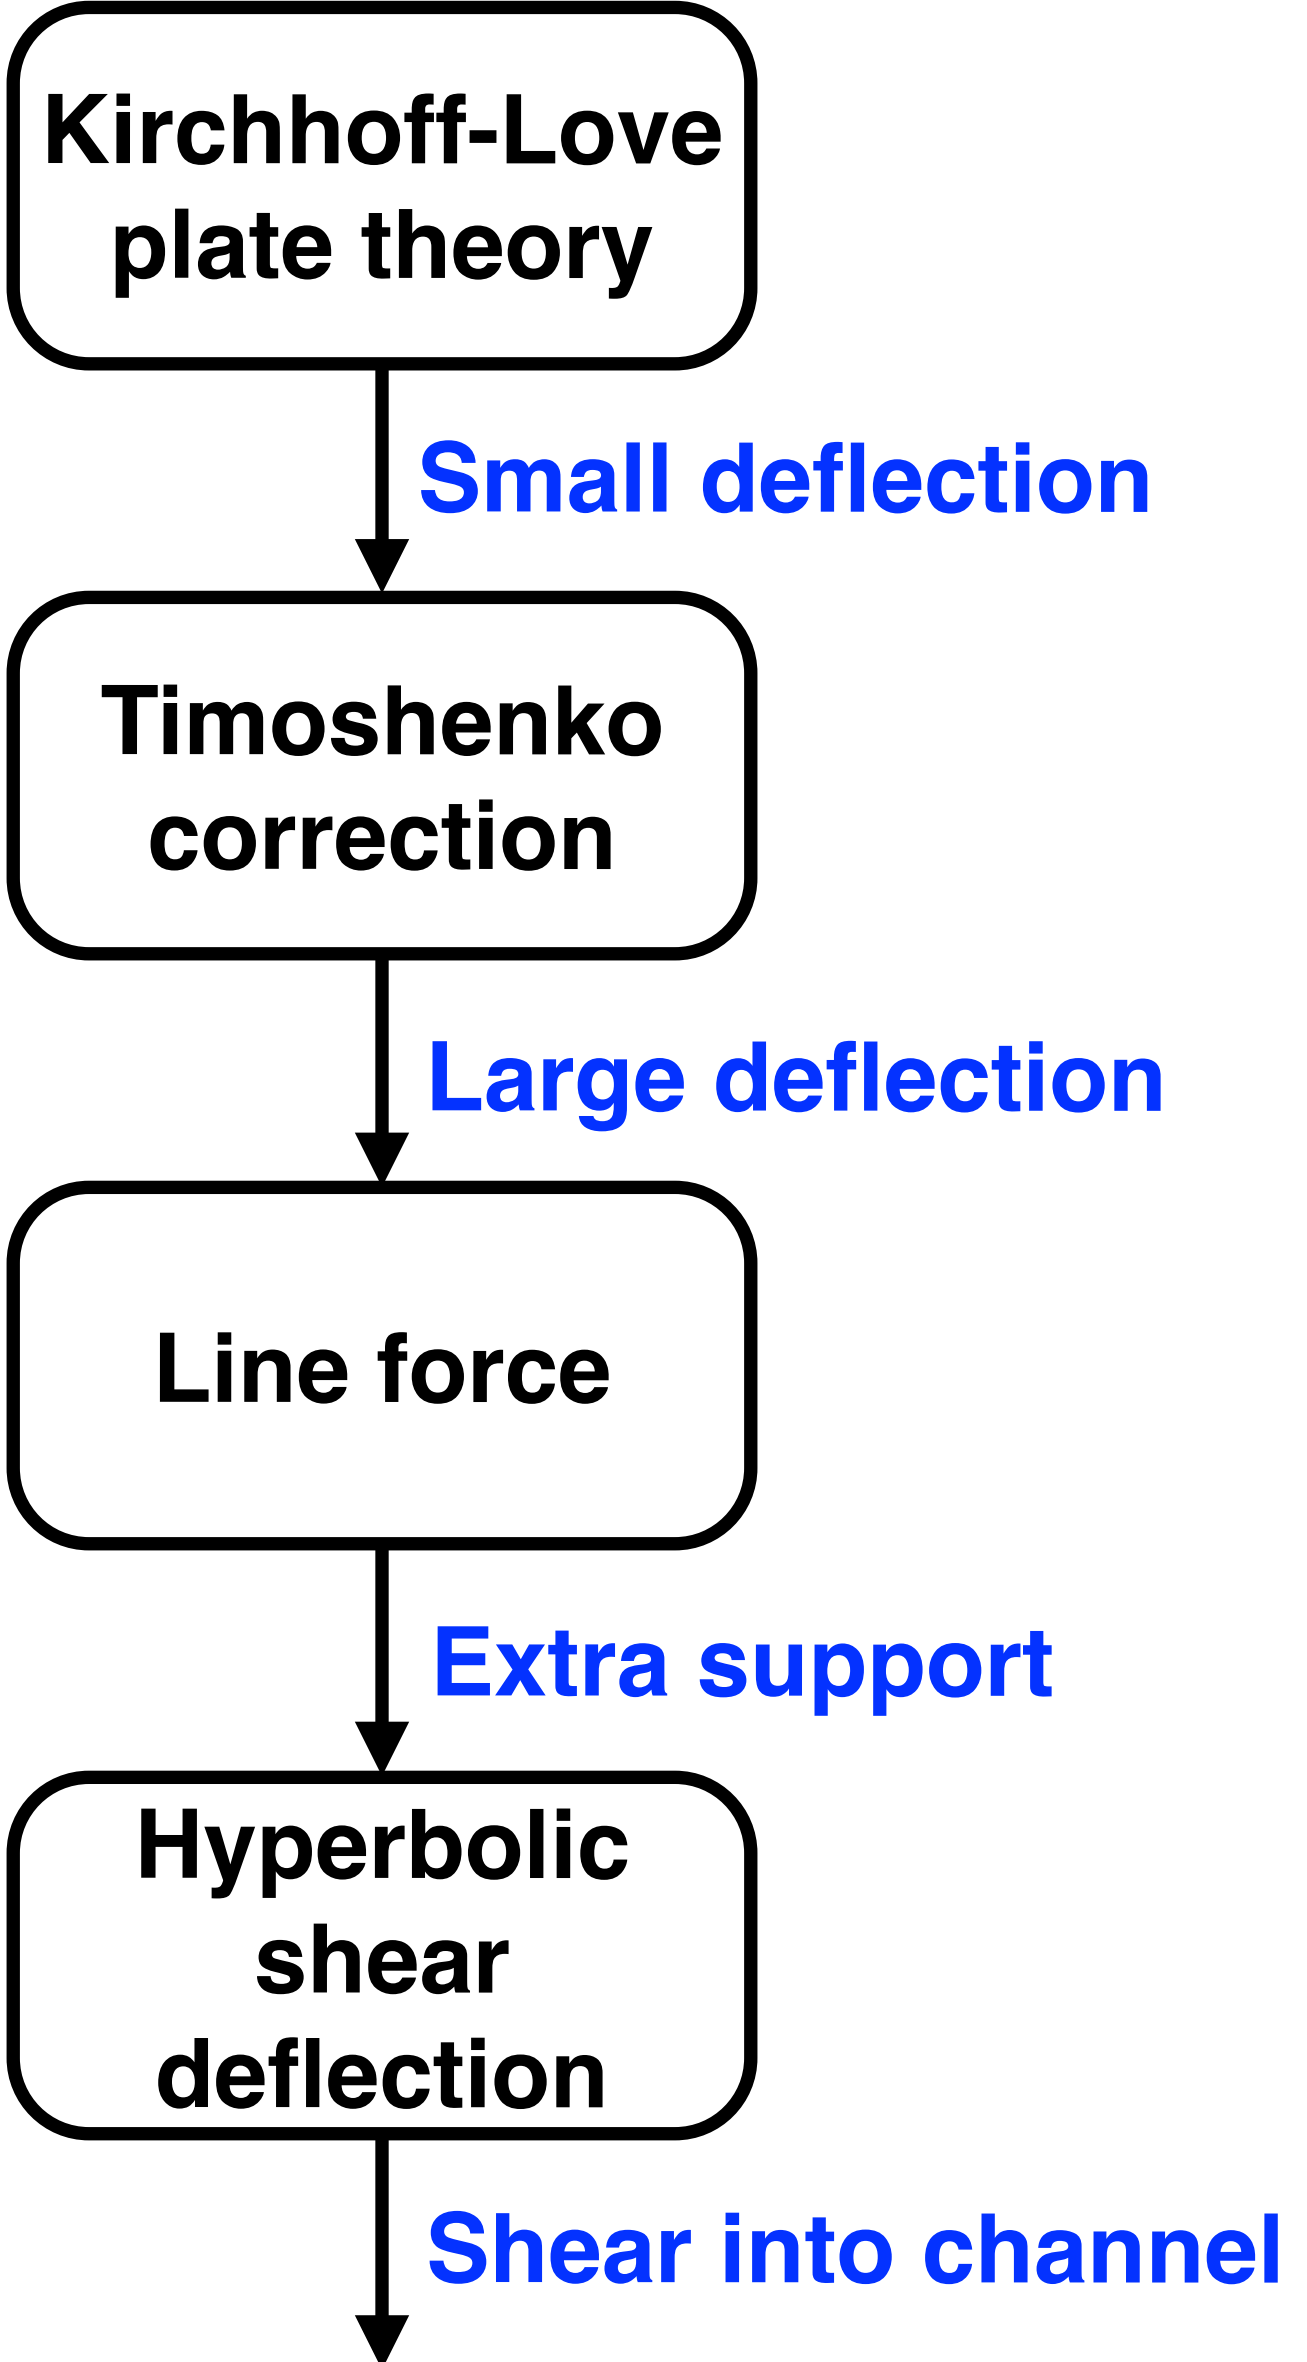 Kirchhoff-Love
plate theory
Small deflection
Timoshenko
correction
Large deflection
Line force
Extra support
Hyperbolic
shear
deflection
Shear into channel